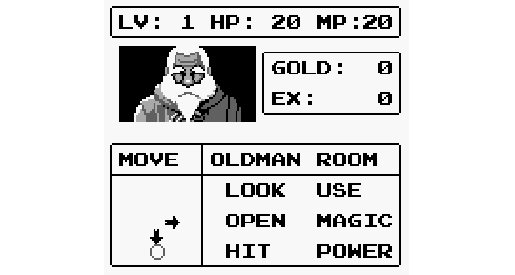 LV: 1 HP: 20 MP:20
GOLD: 0
EX: 0
MOVE OLDMAN ROOM
LOOK USE
OPEN MAGIC
HIT POWER